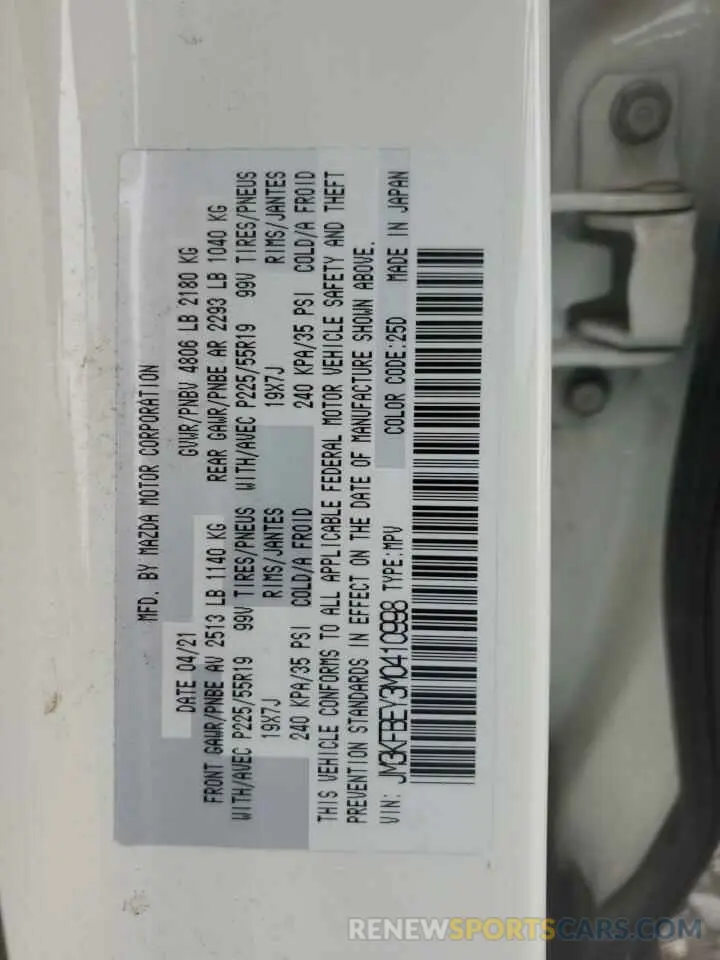 MFD. BY MAZDA MOTOR CORPORATION
DATE 04/21 GVWR/PNBV 4806 LB 2180 KG
FRONT GAWR/PNBE AV 2513 LB 1140 KG REAR GAWR/PNBE AR 2293 LB 1040 KG
WITH/AVEC P225/55R19 99V TIRES/PNEUS WITH/AVEC P225/55R19 99V TIRES/PNEUS
19X7J RIMS/JANTES 19X7J RIMS/JANTES
240 KPA/35 PSI COLD/A FROID 240 KPA/35 PSI COLD/A FROID
THIS VEHICLE CONFORMS TO ALL APPLICABLE FEDERAL MOTOR VEHICLE SAFETY AND THEFT
PREVENTION STANDARDS IN EFFECT ON THE DATE OF MANUFACTURE SHOWN ABOVE.
VIN: JM3KFBEY3M0410998 TYPE:MPV COLOR CODE:25D MADE IN JAPAN
RENEWSPORTSCARS.COM